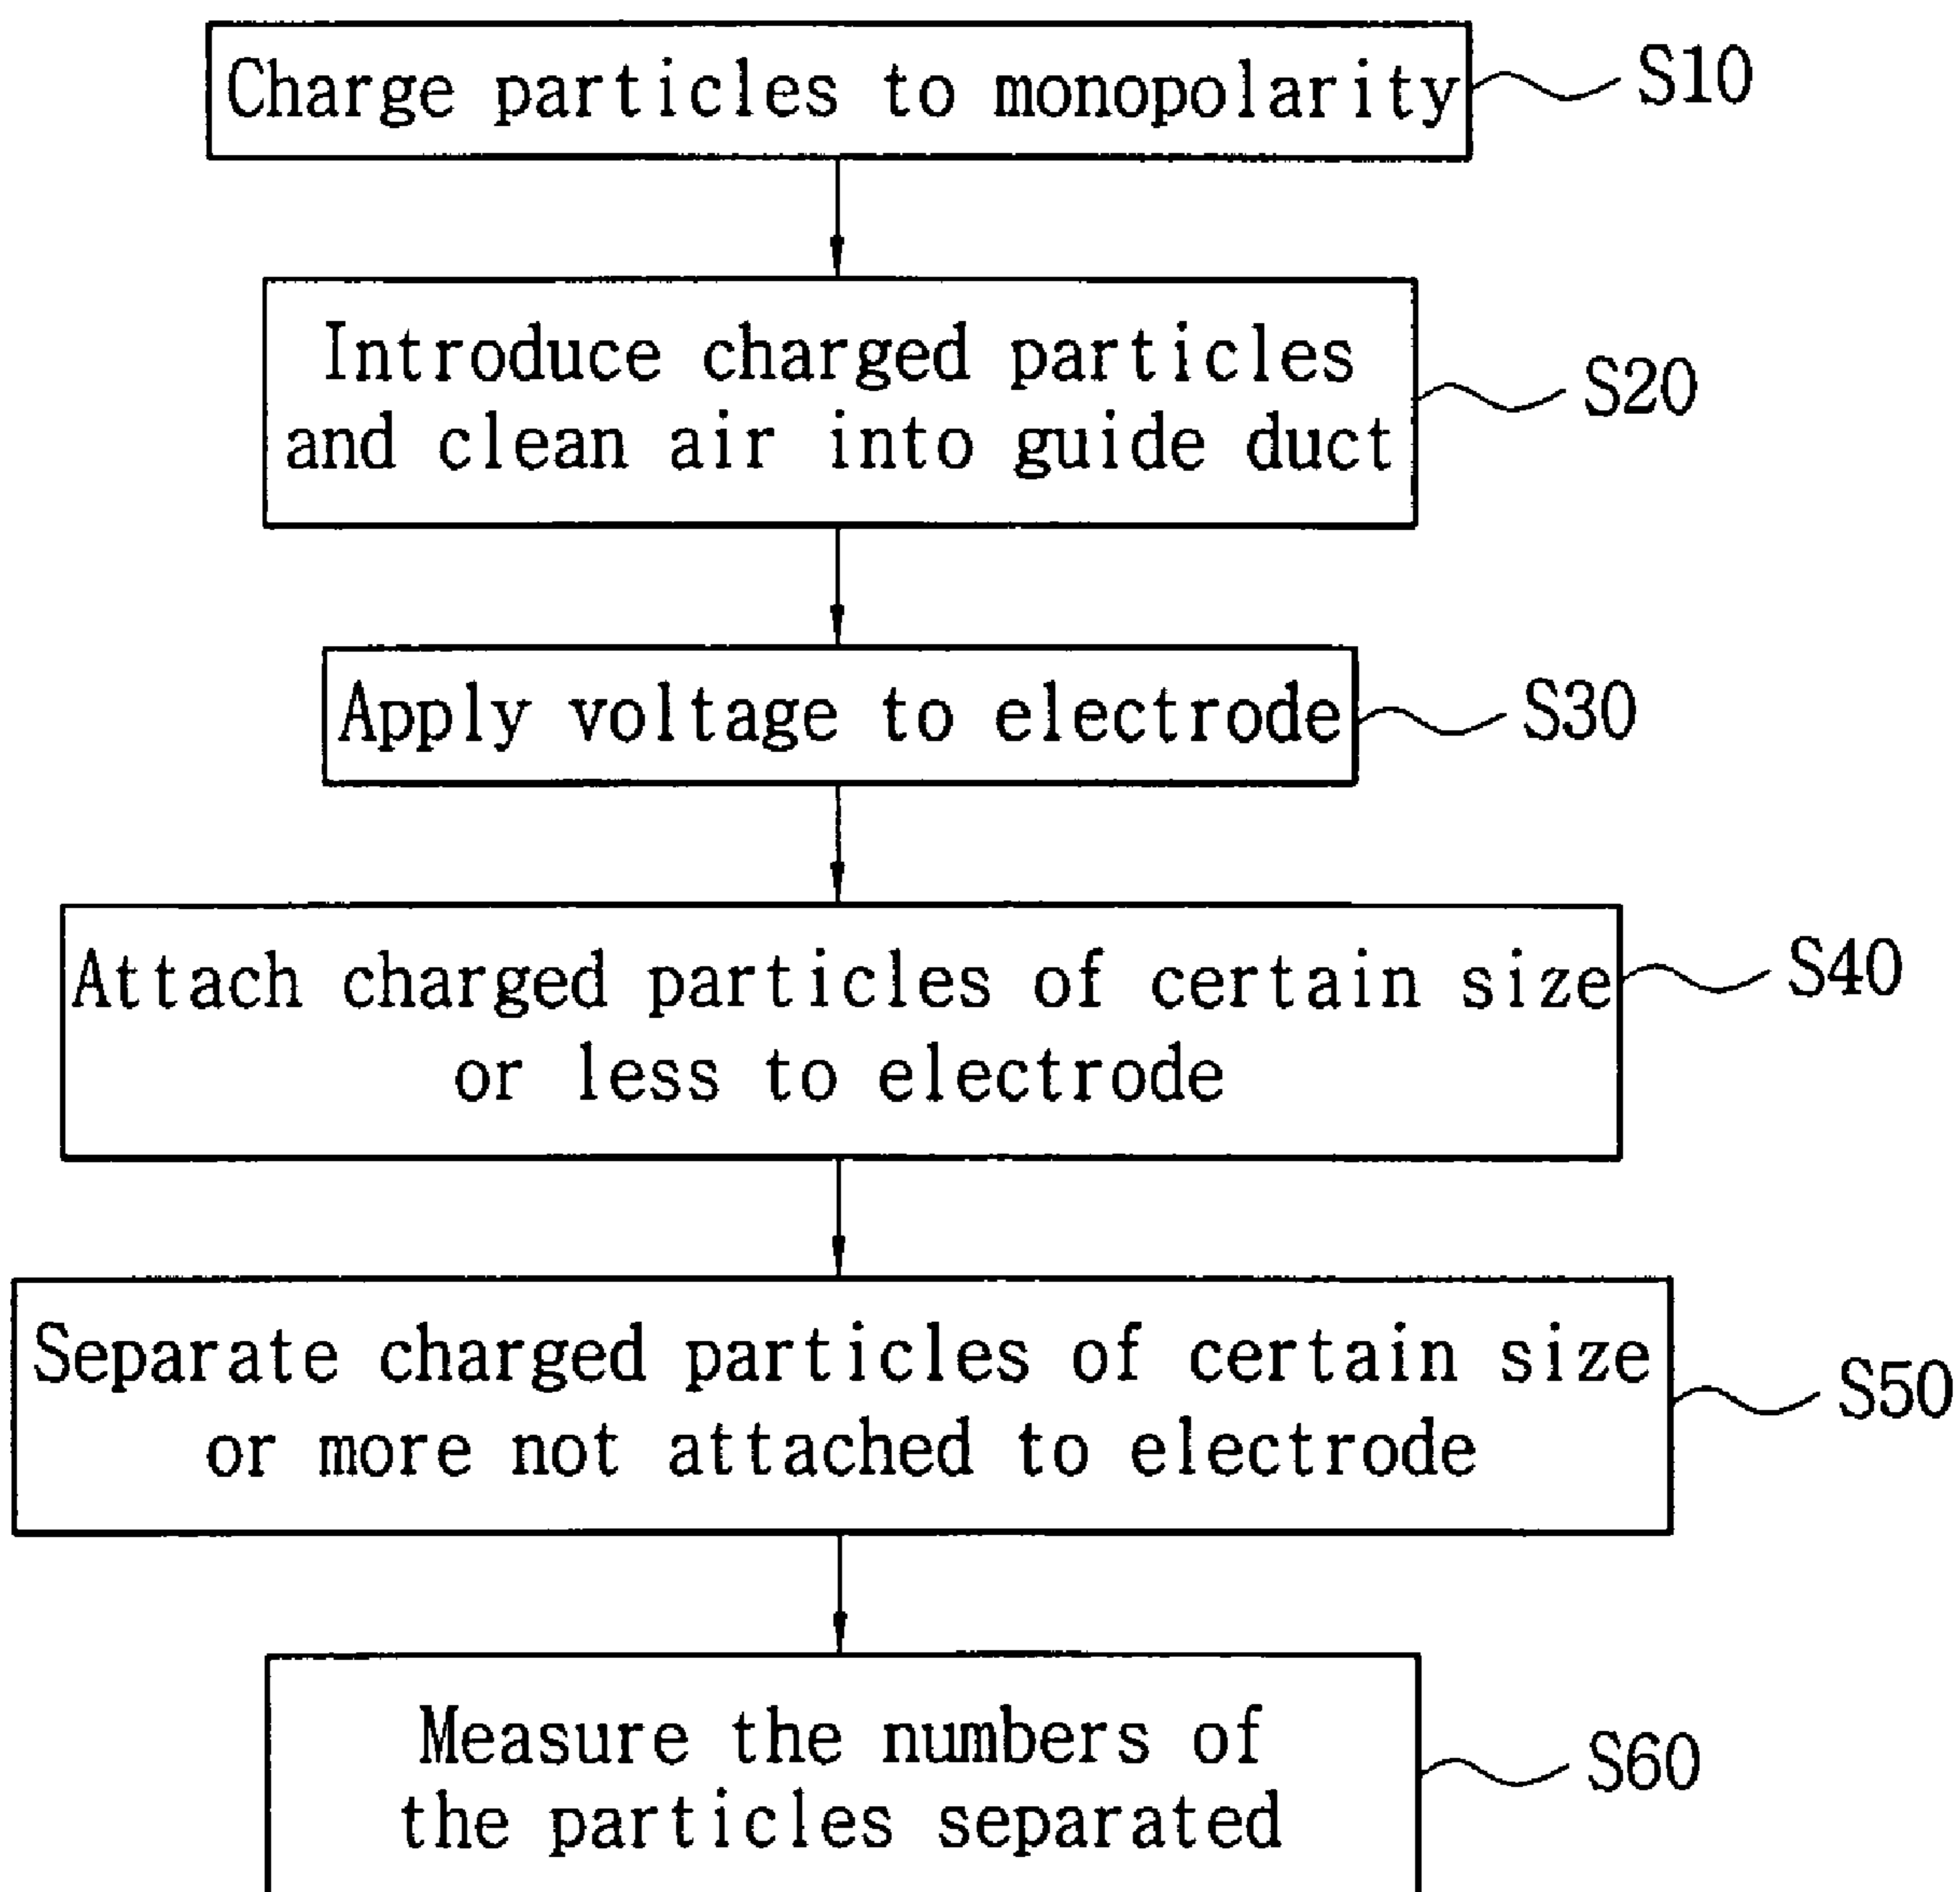 Charge particles to monopolarity
S10
Introduce charged particles
and clean air into guide duct
S20
Apply voltage to electrode
S30
Attach charged particles of certain size
or less to electrode
S40
Separate charged particles of certain size
or more not attached to electrode
S50
Measure the numbers of
the particles separated
S60